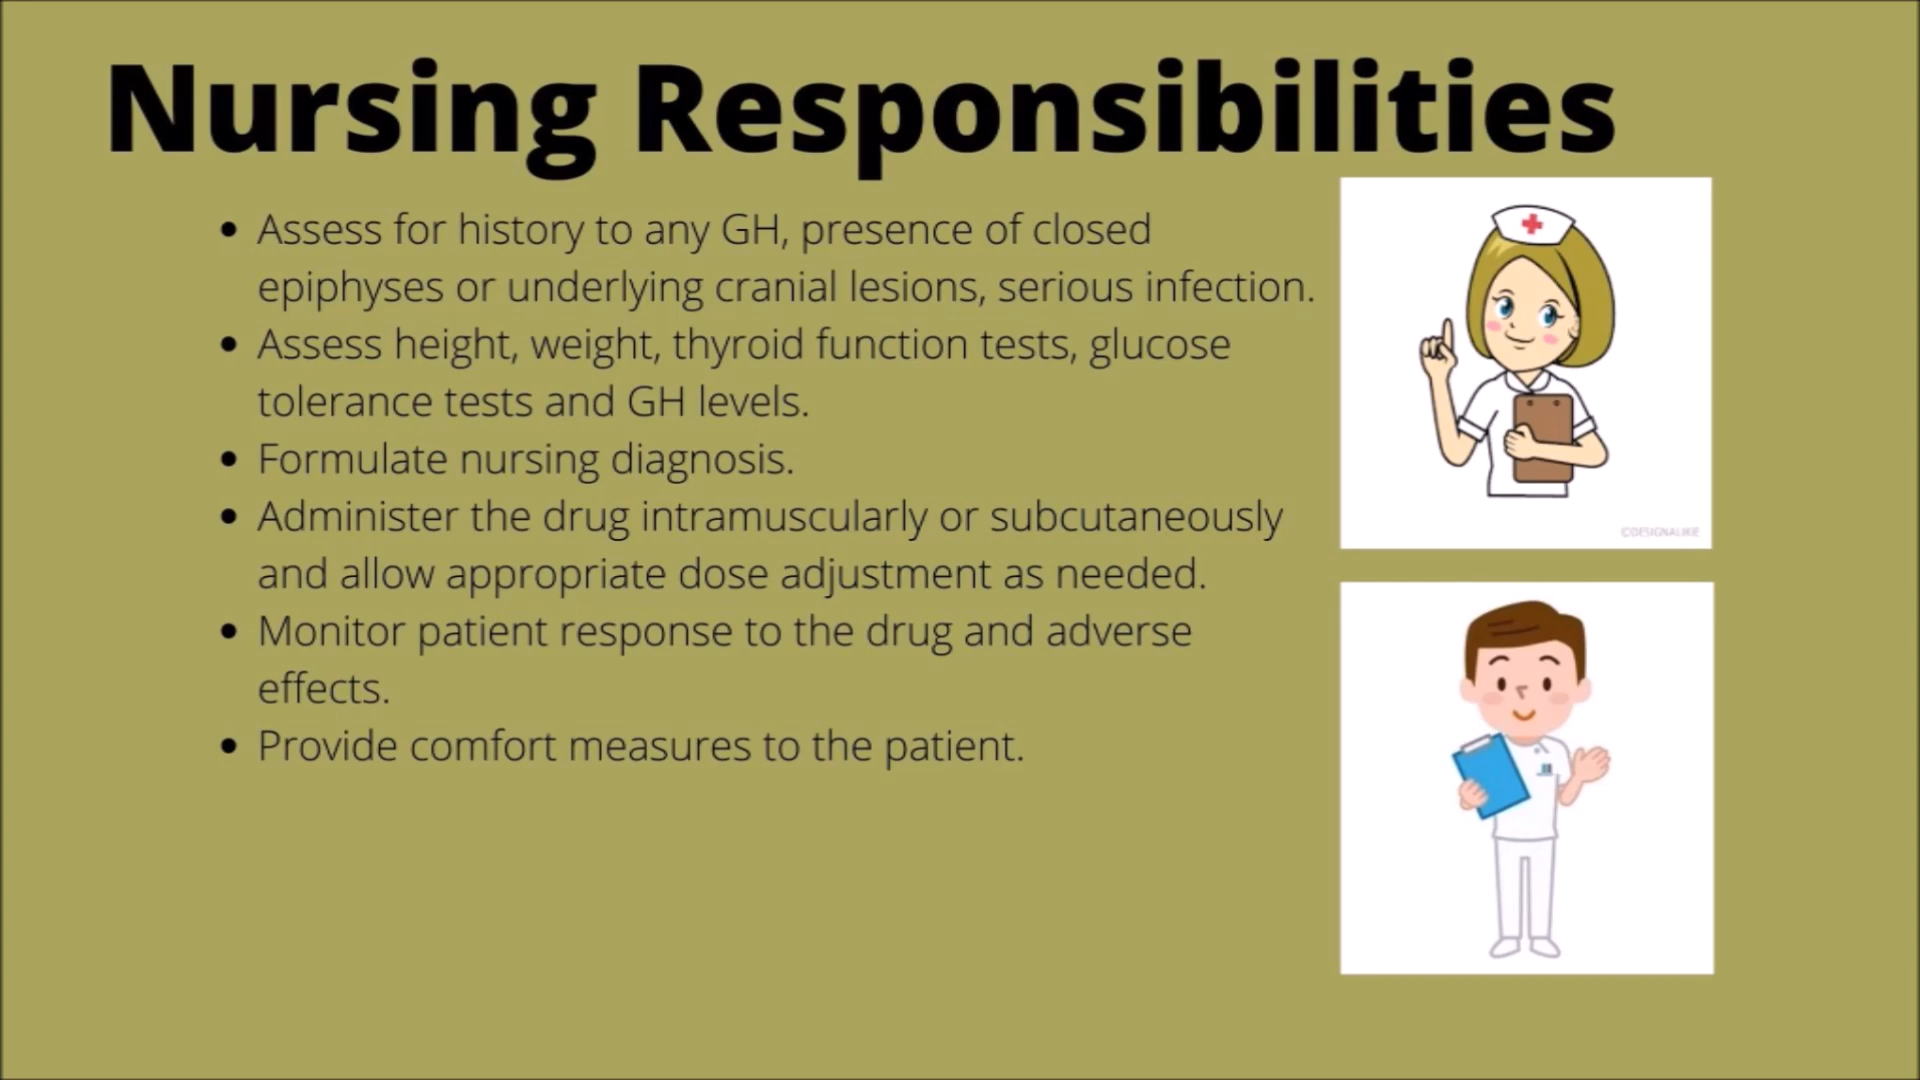 Nursing Responsibilities
• Assess for history to any GH, presence of closed
epiphyses or underlying cranial lesions, serious infection.
• Assess height, weight, thyroid function tests, glucose
tolerance tests and GH levels.
• Formulate nursing diagnosis.
• Administer the drug intramuscularly or subcutaneously
and allow appropriate dose adjustment as needed.
• Monitor patient response to the drug and adverse
effects.
• Provide comfort measures to the patient.
©DESIGNALIKIE